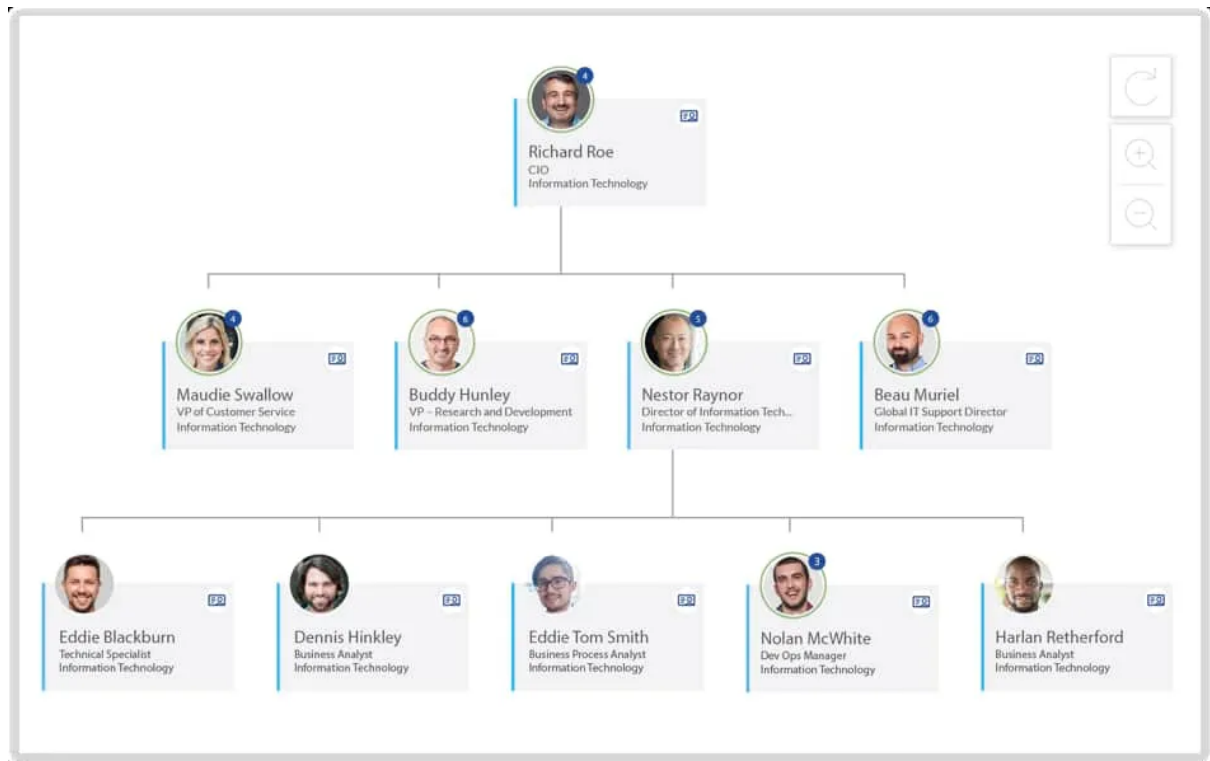 4
Richard Roe
CIO
Information Technology
4
6
5
6
Maudie Swallow
VP of Customer Service
Information Technology
Buddy Hunley
VP – Research and Development
Information Technology
Nestor Raynor
Director of Information Tech...
Information Technology
Beau Muriel
Global IT Support Director
Information Technology
3
Eddie Blackburn
Technical Specialist
Information Technology
Dennis Hinkley
Business Analyst
Information Technology
Eddie Tom Smith
Business Process Analyst
Information Technology
Nolan McWhite
Dev Ops Manager
Information Technology
Harlan Retherford
Business Analyst
Information Technology